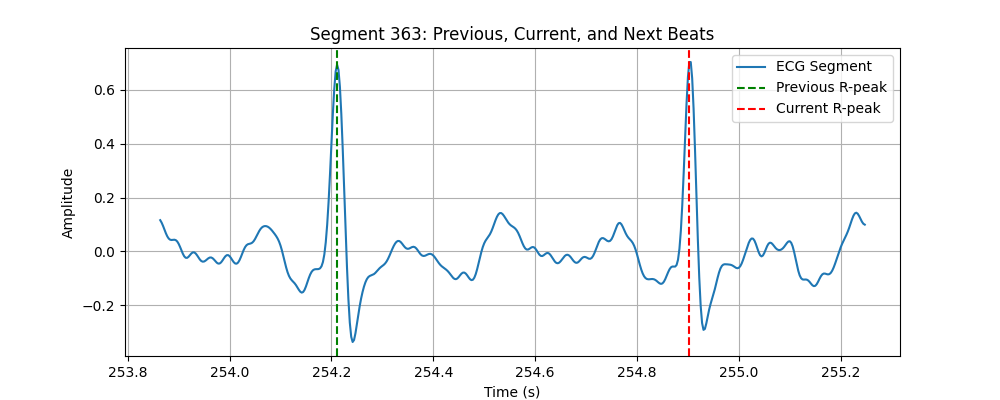 Segment 363: Previous, Current, and Next Beats
ECG Segment
Previous R-peak
Current R-peak
Amplitude
0.6
0.4
0.2
0.0
−0.2
253.8 254.0 254.2 254.4 254.6 254.8 255.0 255.2
Time (s)